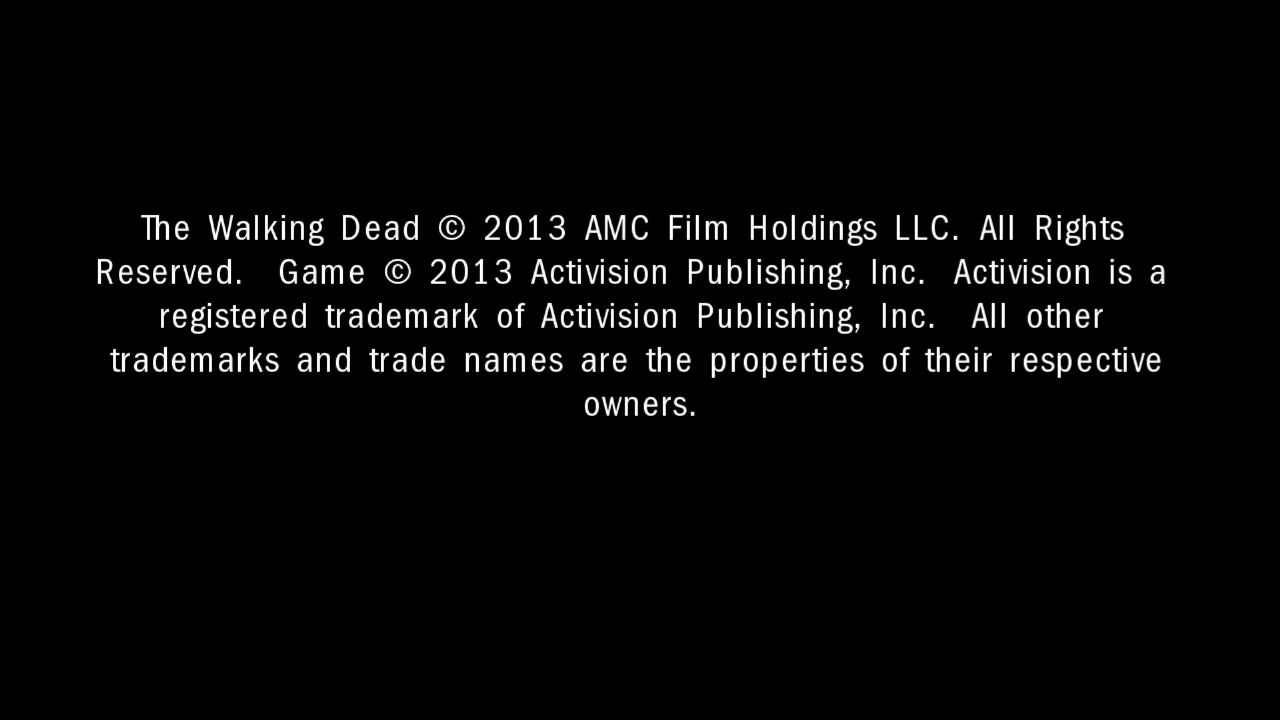 The Walking Dead © 2013 AMC Film Holdings LLC. All Rights
Reserved.  Game © 2013 Activision Publishing, Inc.  Activision is a
registered trademark of Activision Publishing, Inc.  All other
trademarks and trade names are the properties of their respective
owners.